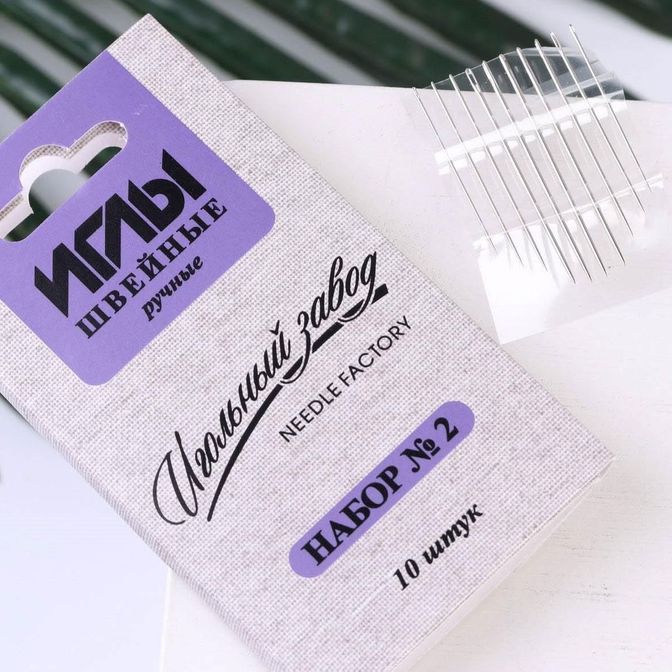 ИГЛЫ
ШВЕЙНЫЕ
ручные
Игольный завод
NEEDLE FACTORY
НАБОР № 2
10 штук